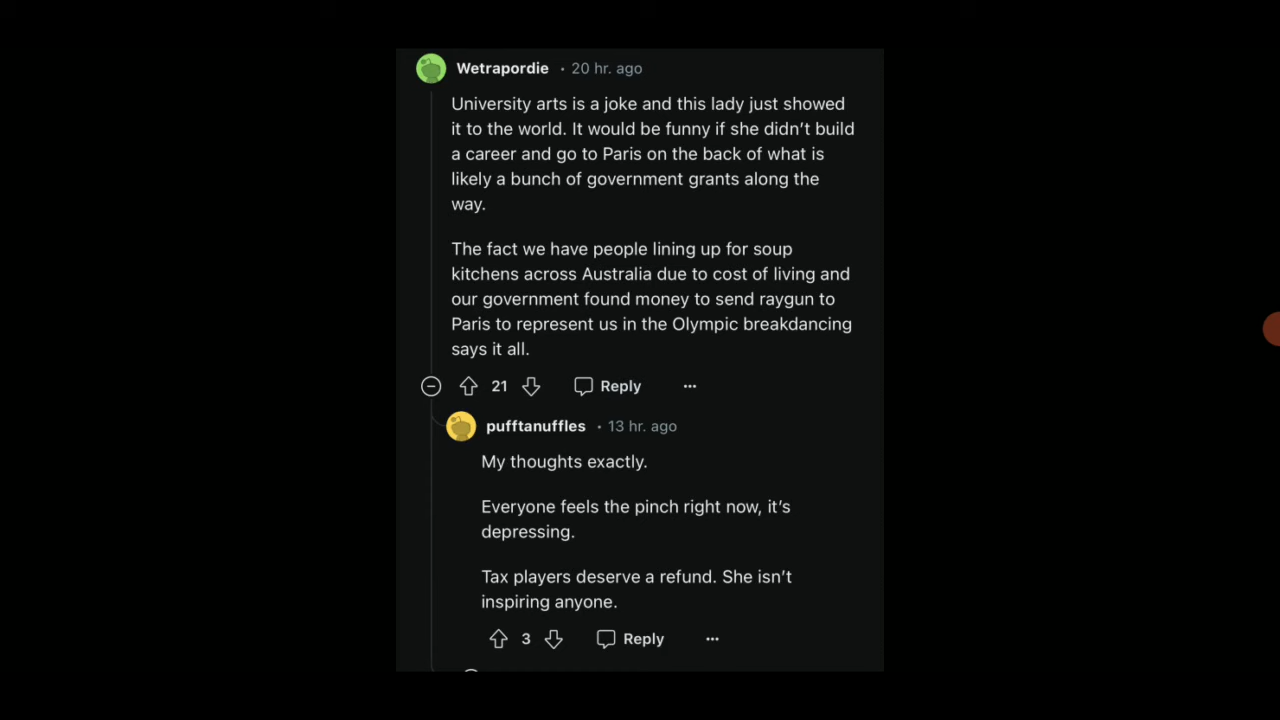 Wetrapordie · 20 hr. ago
University arts is a joke and this lady just showed
it to the world. It would be funny if she didn’t build
a career and go to Paris on the back of what is
likely a bunch of government grants along the
way.
The fact we have people lining up for soup
kitchens across Australia due to cost of living and
our government found money to send raygun to
Paris to represent us in the Olympic breakdancing
says it all.
21 Reply ...
pufftanuffles · 13 hr. ago
My thoughts exactly.
Everyone feels the pinch right now, it’s
depressing.
Tax players deserve a refund. She isn’t
inspiring anyone.
3 Reply ...